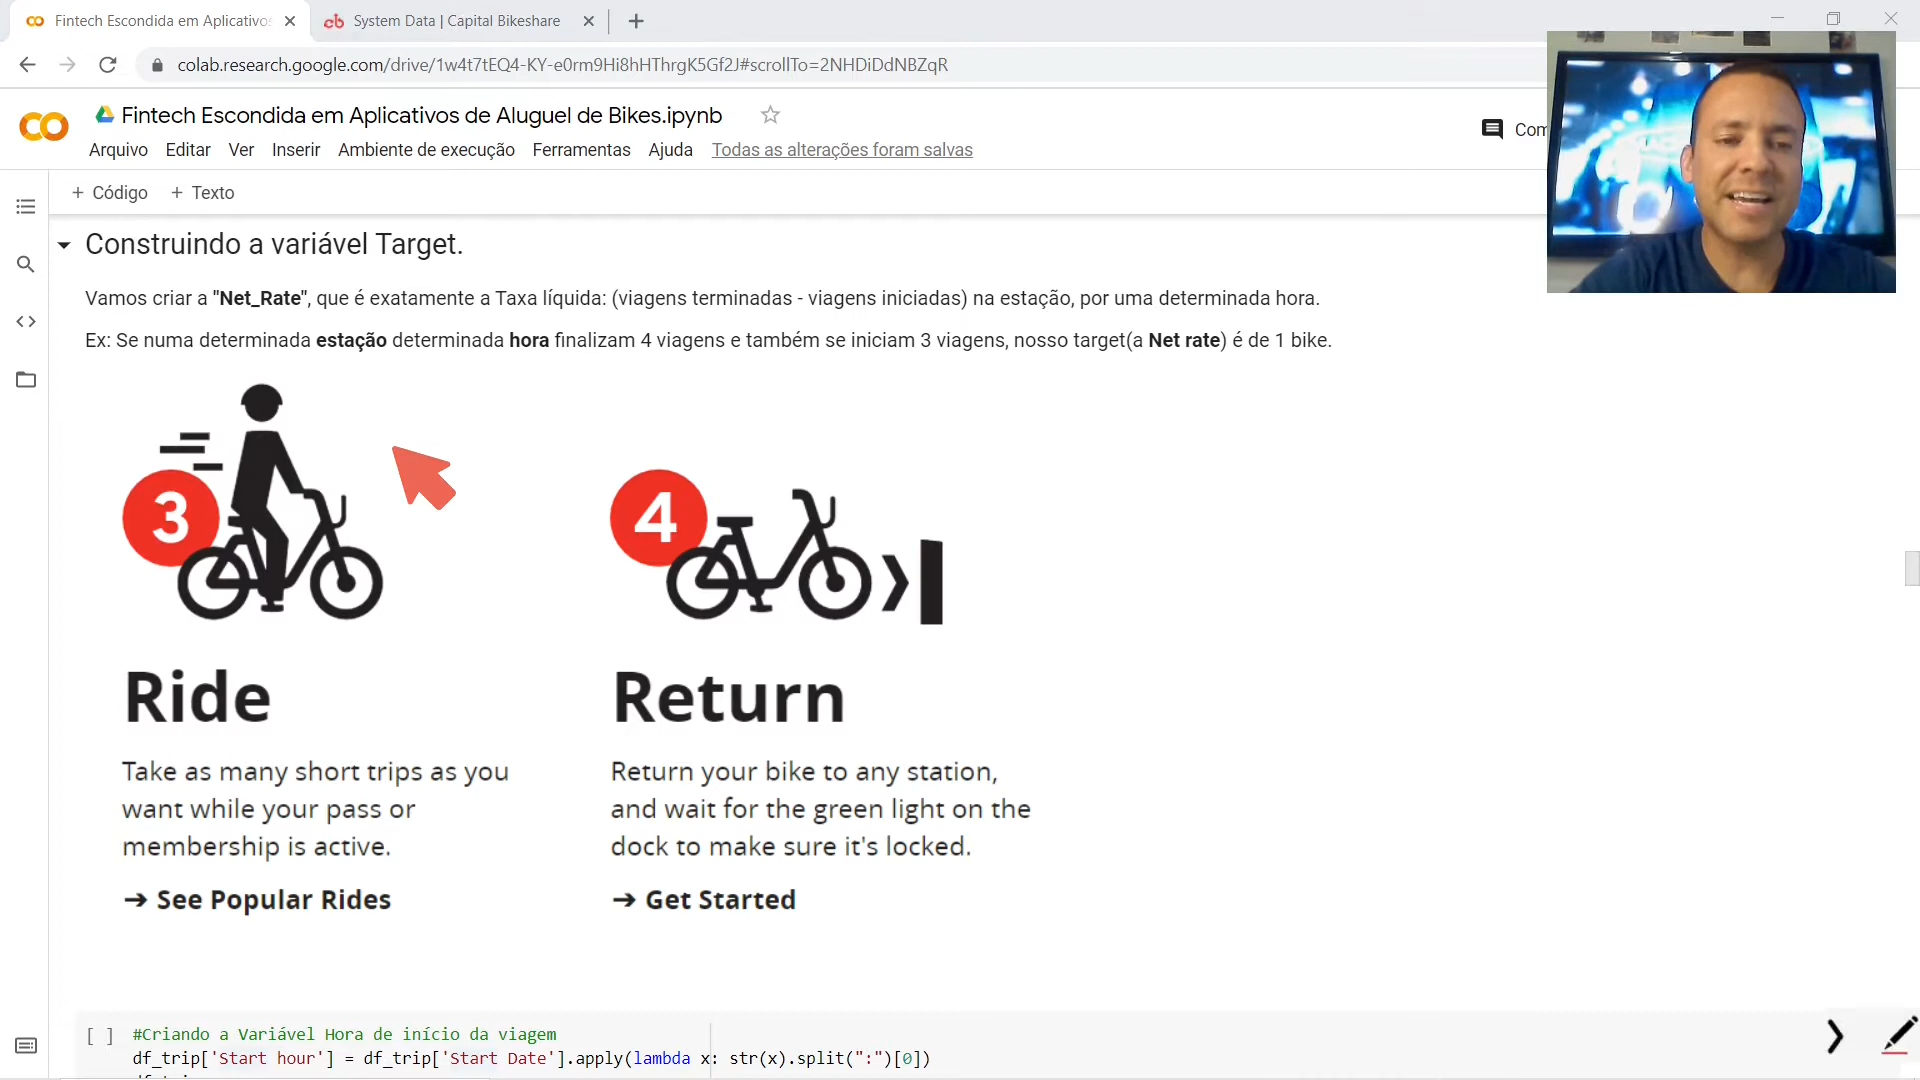 Fintech Escondida em Aplicativos
System Data | Capital Bikeshare
colab.research.google.com/drive/1w4t7tEQ4-KY-e0rm9Hi8hHThrgK5Gf2J#scrollTo=2NHDiDdNBZqR
Fintech Escondida em Aplicativos de Aluguel de Bikes.ipynb
Com
Arquivo Editar Ver Inserir Ambiente de execução Ferramentas Ajuda Todas as alterações foram salvas
+ Código + Texto
Construindo a variável Target.
Vamos criar a "Net_Rate", que é exatamente a Taxa líquida: (viagens terminadas - viagens iniciadas) na estação, por uma determinada hora.
Ex: Se numa determinada estação determinada hora finalizam 4 viagens e também se iniciam 3 viagens, nosso target(a Net rate) é de 1 bike.
3
4
Ride
Take as many short trips as you
want while your pass or
membership is active.
→ See Popular Rides
Return
Return your bike to any station,
and wait for the green light on the
dock to make sure it's locked.
→ Get Started
[ ] #Criando a Variável Hora de início da viagem
df_trip['Start hour'] = df_trip['Start Date'].apply(lambda x: str(x).split(":")[0])